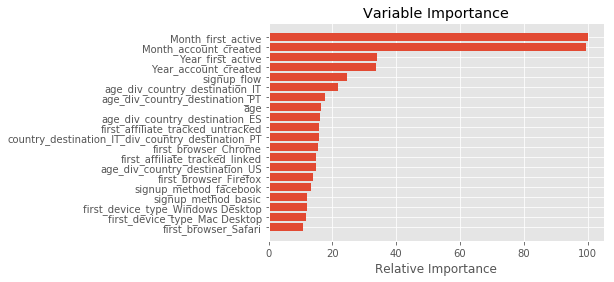 Variable Importance
Month_first_active
Month_account_created
Year_first_active
Year_account_created
signup_flow
age_div_country_destination_IT
age_div_country_destination_PT
age
age_div_country_destination_ES
first_affiliate_tracked_untracked
country_destination_IT_div_country_destination_PT
first_browser_Chrome
first_affiliate_tracked_linked
age_div_country_destination_US
first_browser_Firefox
signup_method_facebook
signup_method_basic
first_device_type_Windows Desktop
first_device_type_Mac Desktop
first_browser_Safari
0 20 40 60 80 100
Relative Importance